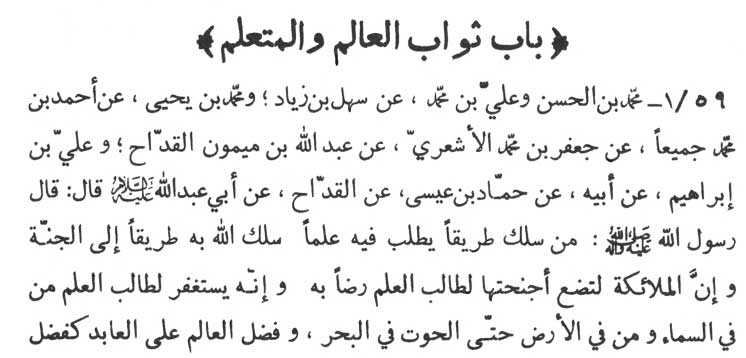 ﴿ باب ثواب العالم والمتعلم ﴾
٥٩/١ـ محمّد بن الحسن وعليّ بن محمّد ، عن سهل بن زياد ؛ ومحمّد بن يحيى ، عن أحمد بن
محمّد جميعاً ، عن جعفر بن محمّد الأشعريّ ، عن عبدالله بن ميمون القدّاح ؛ و عليّ بن
إبراهيم ، عن أبيه ، عن حمّاد بن عيسى، عن القدّاح ، عن أبي عبدالله عليه السلام قال: قال
رسول الله صلى الله عليه وآله : من سلك طريقاً يطلب فيه علماً سلك الله به طريقاً إلى الجنّة
و إنَّ الملائكة لتضع أجنحتها لطالب العلم رضاً به و إنّه يستغفر لطالب العلم من
في السماء و من في الأرض حتّى الحوت في البحر ، و فضل العالم على العابد كفضل